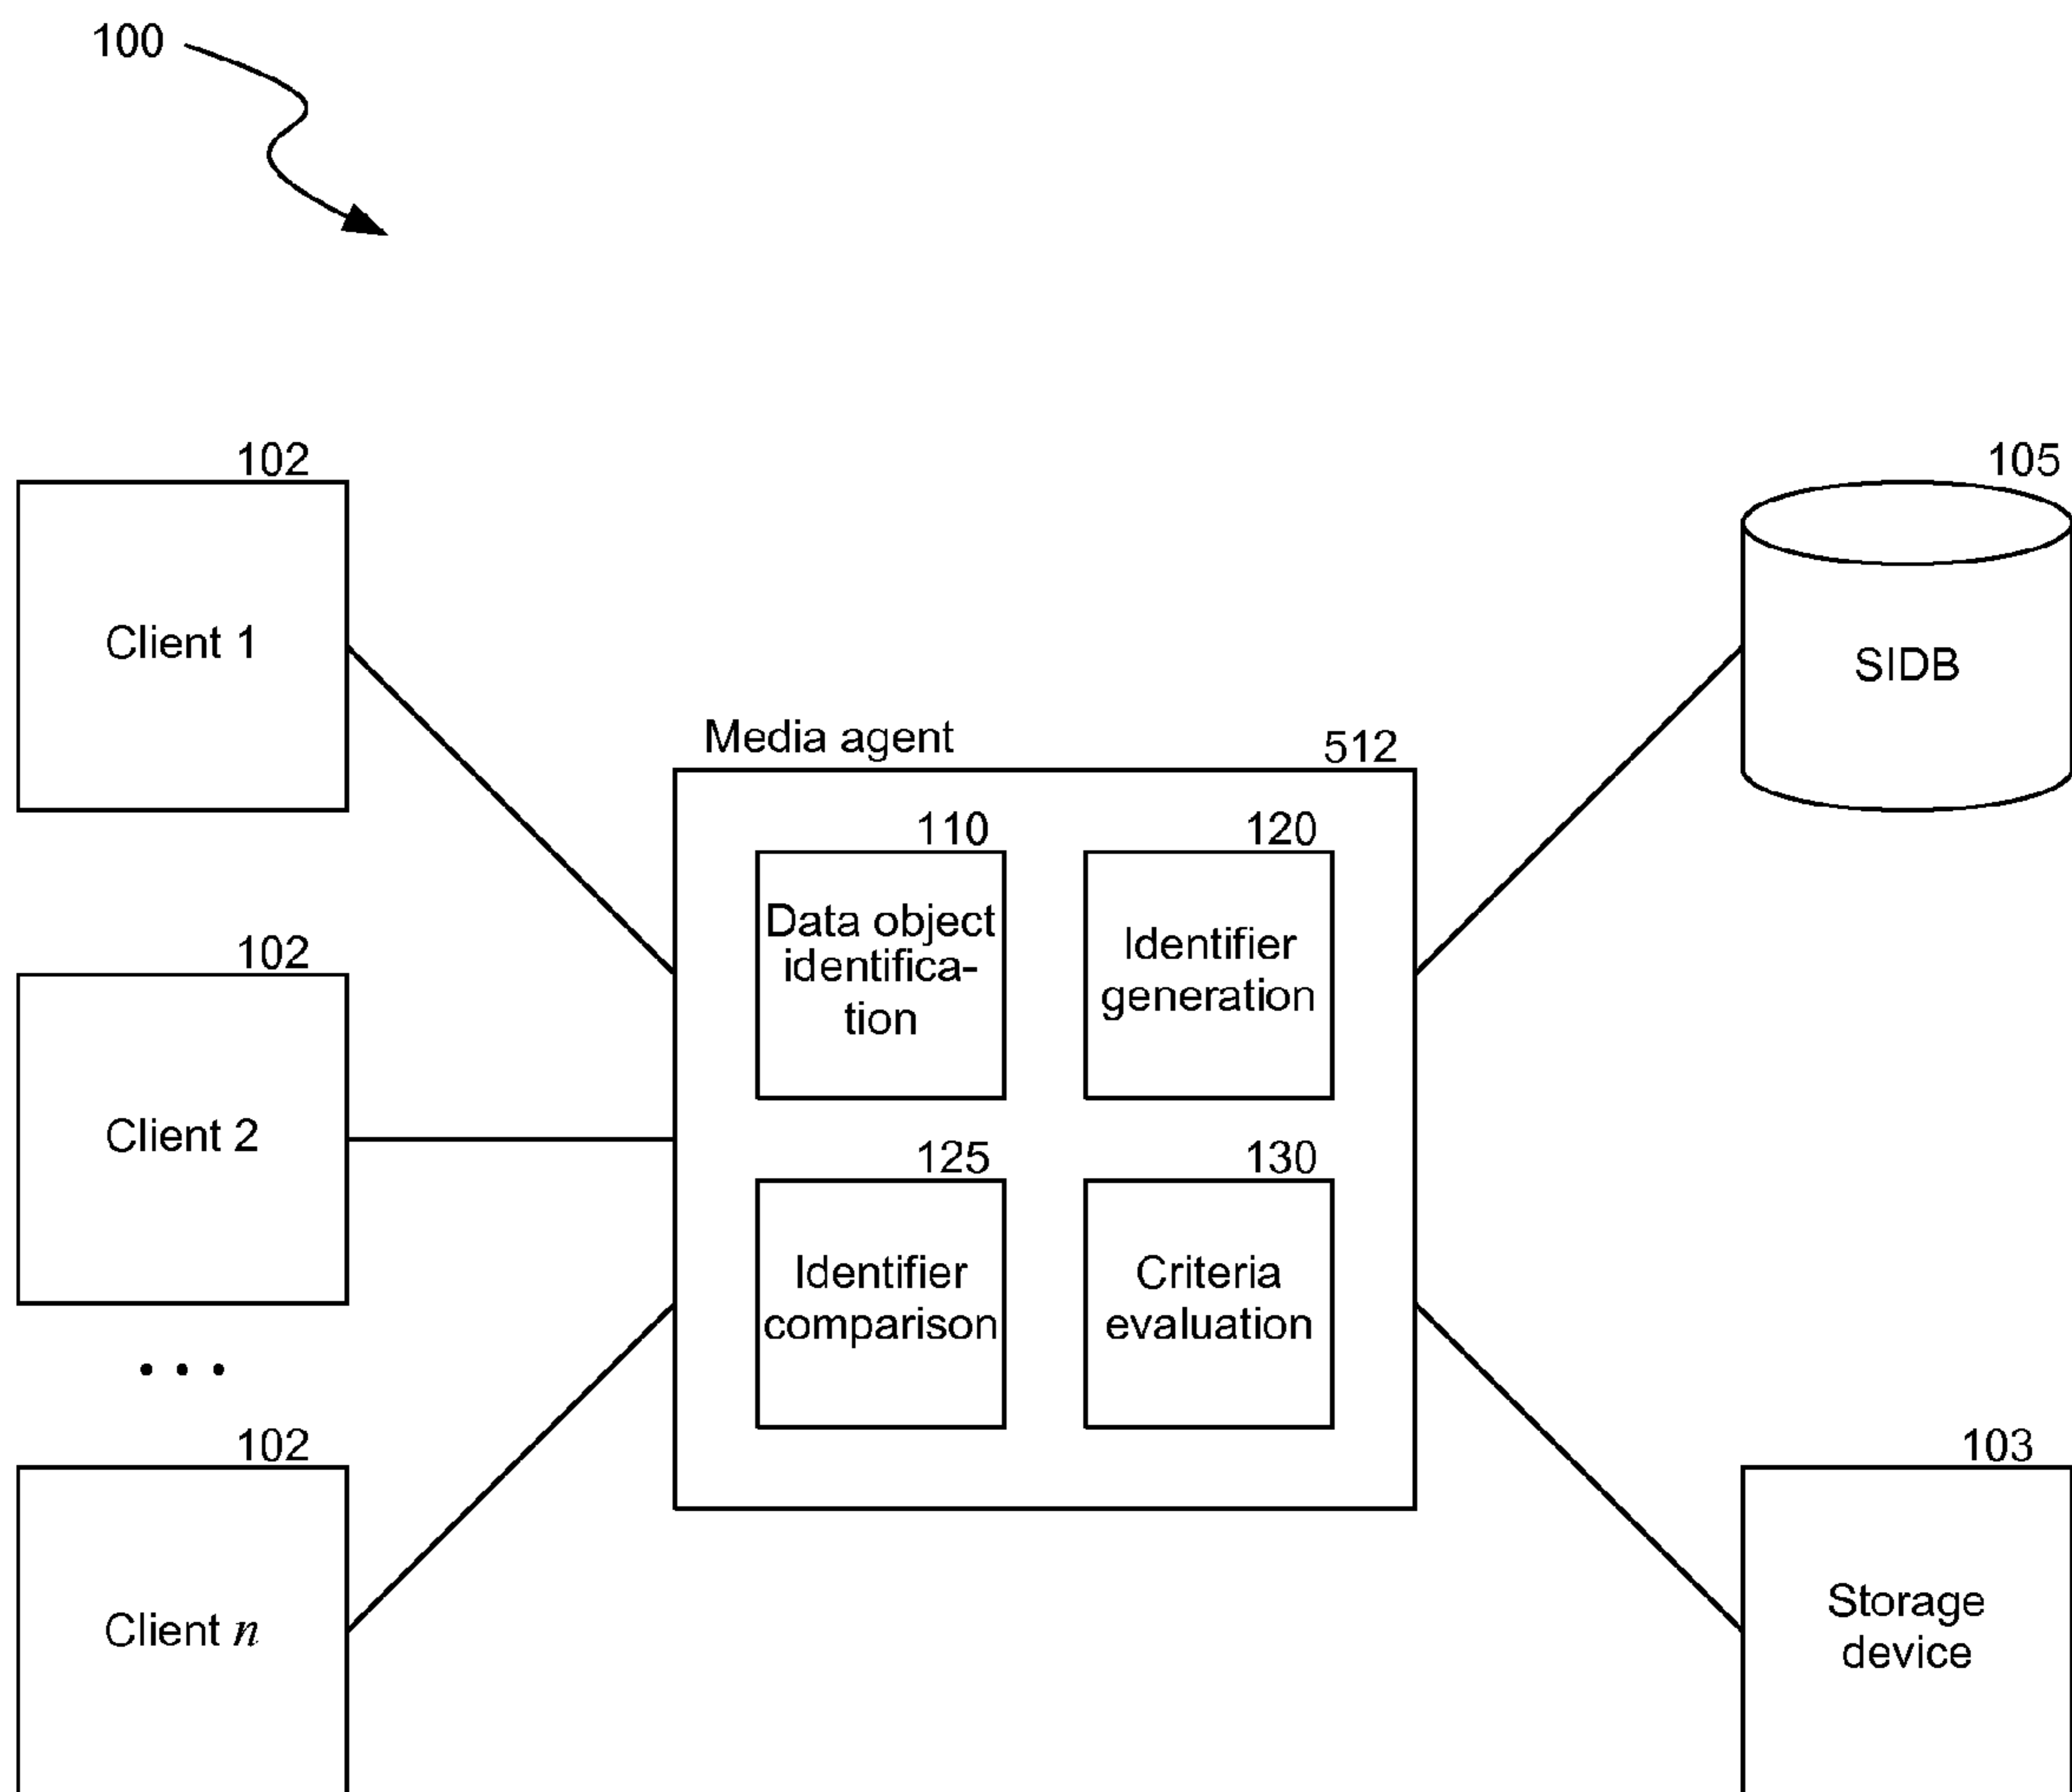 100
102
Client 1
105
SIDB
Media agent
512
110
Data object
identifica-
tion
120
Identifier
generation
102
Client 2
125
Identifier
comparison
130
Criteria
evaluation
• • •
102
Client n
103
Storage
device